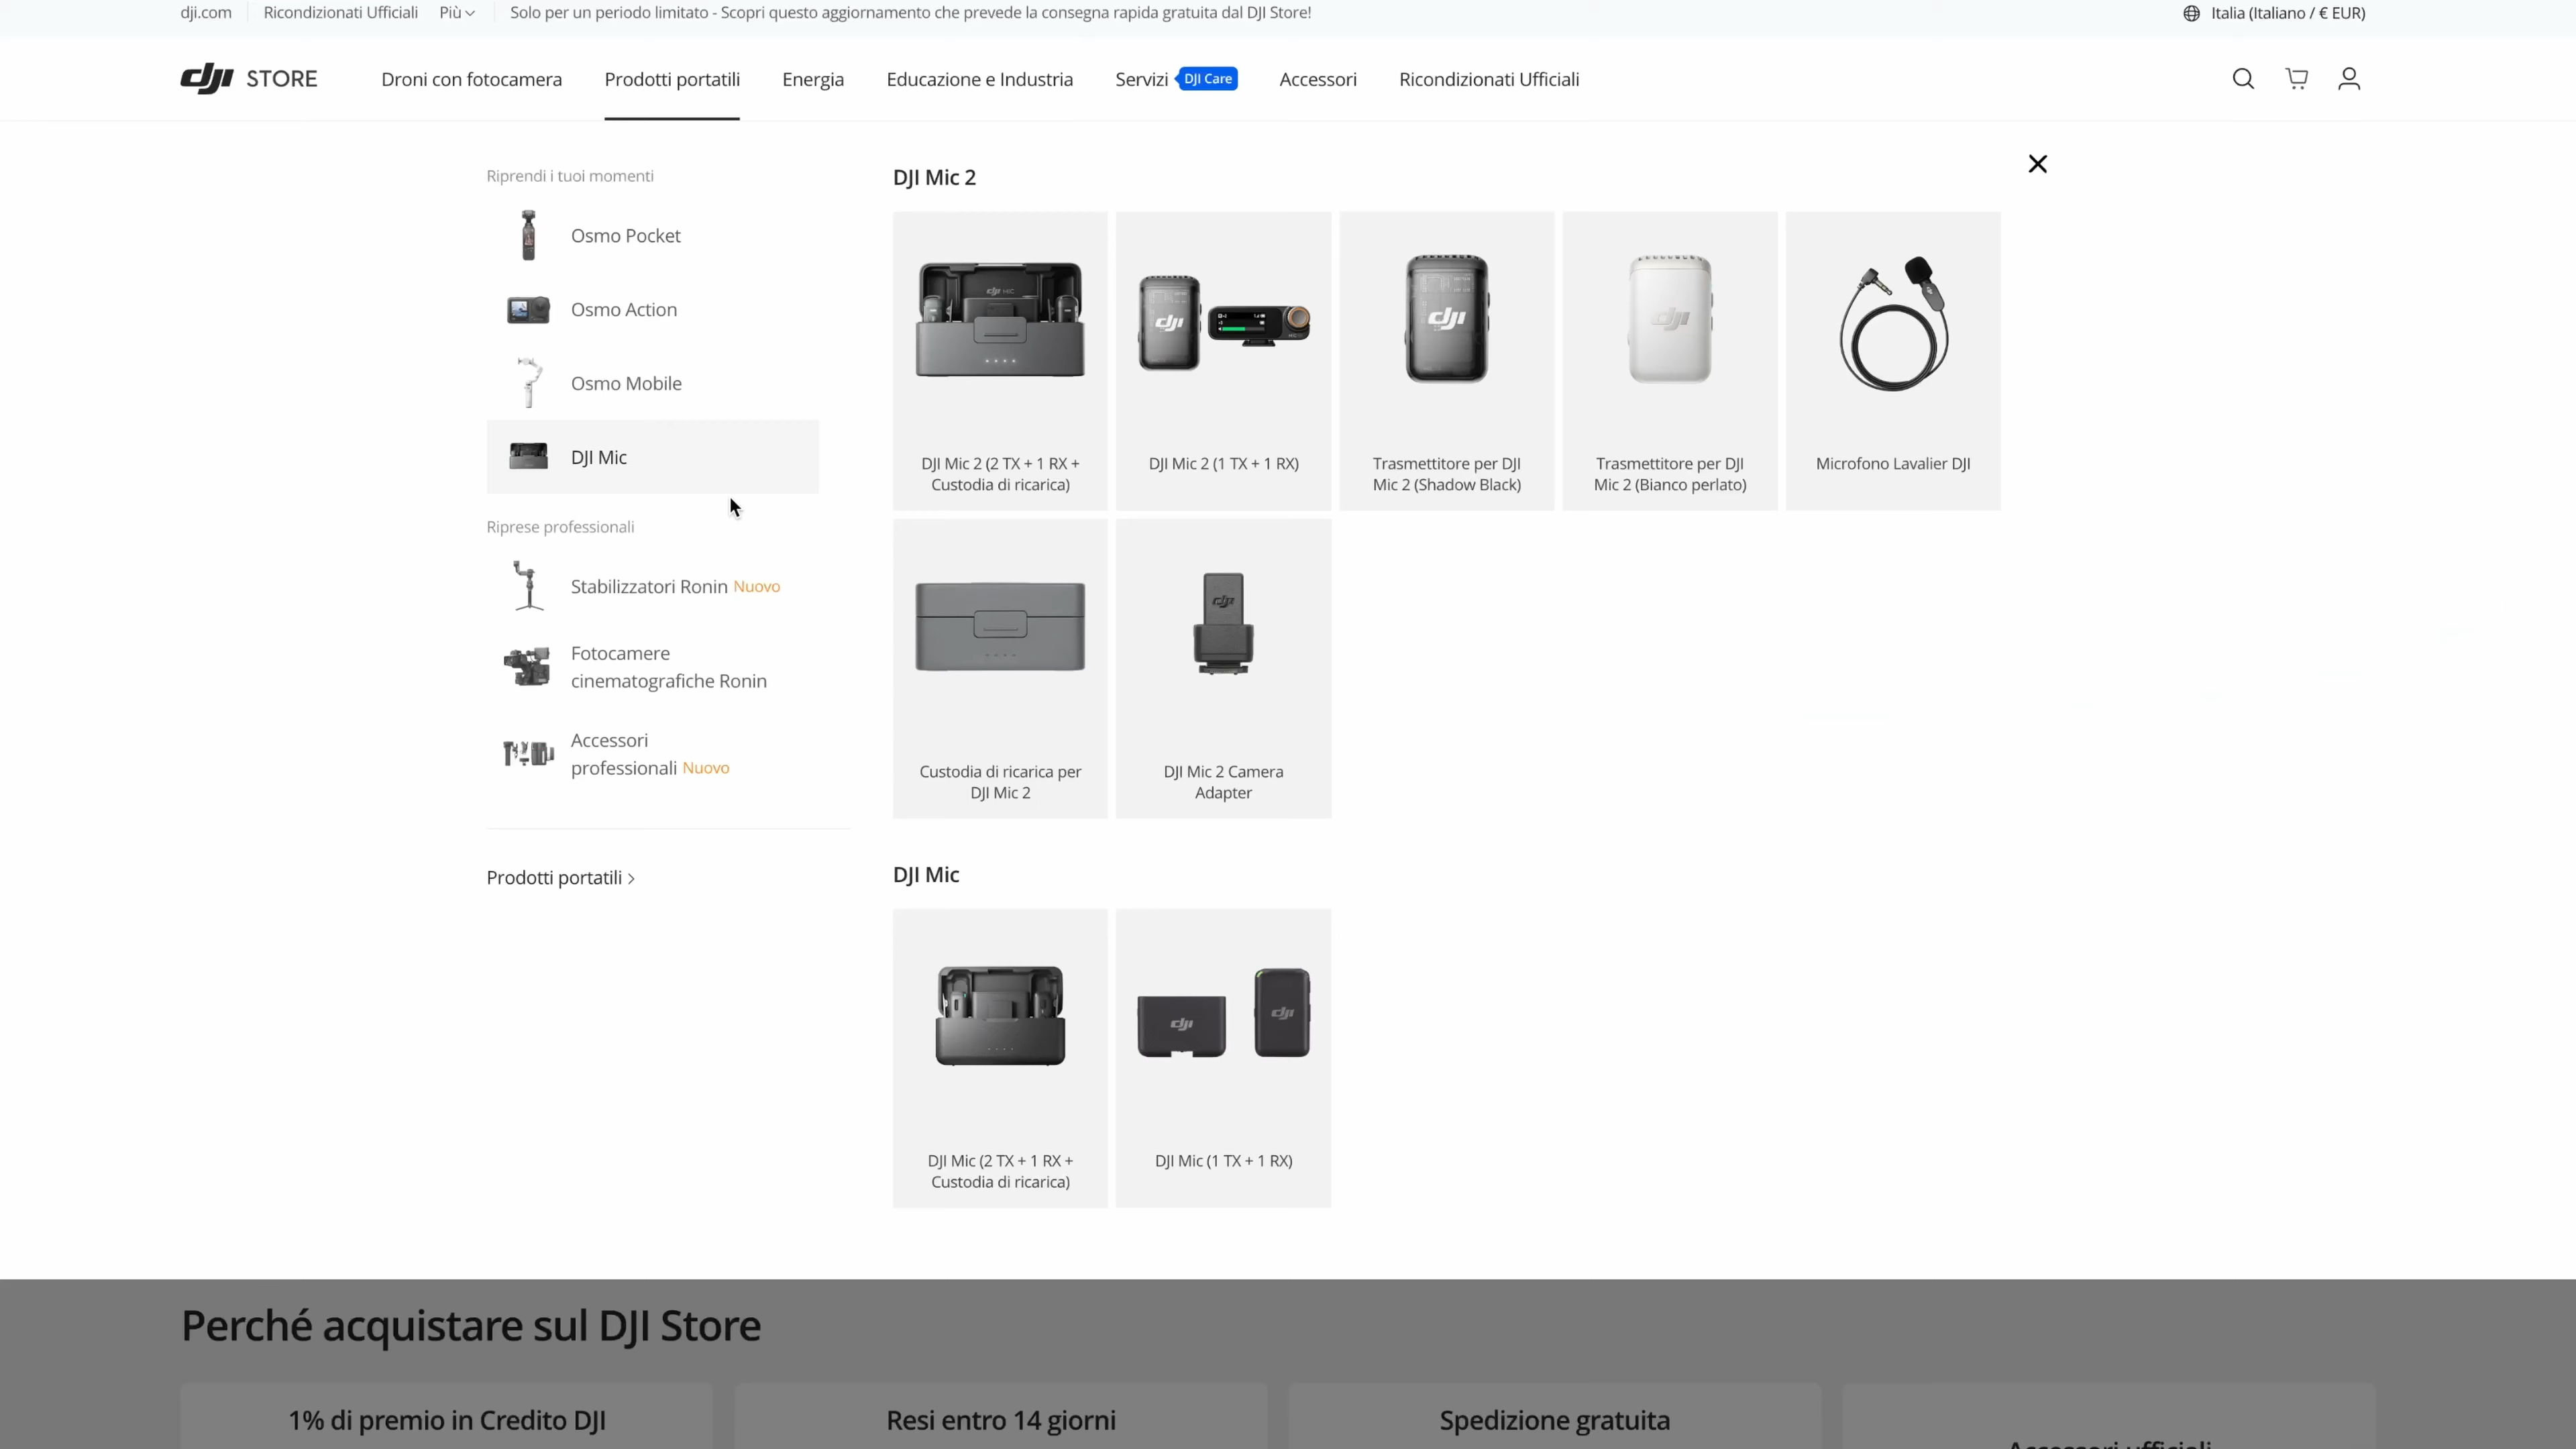 dji.com Ricondizionati Ufficiali Più Solo per un periodo limitato - Scopri questo aggiornamento che prevede la consegna rapida gratuita dal DJI Store! Italia (Italiano / € EUR)
dji STORE Droni con fotocamera Prodotti portatili Energia Educazione e Industria Servizi DJI Care Accessori Ricondizionati Ufficiali
Riprendi i tuoi momenti
Osmo Pocket
Osmo Action
Osmo Mobile
DJI Mic
Riprese professionali
Stabilizzatori Ronin Nuovo
Fotocamere
cinematografiche Ronin
Accessori
professionali Nuovo
Prodotti portatili >
DJI Mic 2
DJI Mic 2 (2 TX + 1 RX +
Custodia di ricarica)
DJI Mic 2 (1 TX + 1 RX)
Trasmettitore per DJI
Mic 2 (Shadow Black)
Trasmettitore per DJI
Mic 2 (Bianco perlato)
Microfono Lavalier DJI
Custodia di ricarica per
DJI Mic 2
DJI Mic 2 Camera
Adapter
DJI Mic
DJI Mic (2 TX + 1 RX +
Custodia di ricarica)
DJI Mic (1 TX + 1 RX)
Perché acquistare sul DJI Store
1% di premio in Credito DJI
Resi entro 14 giorni
Spedizione gratuita
Accessori ufficiali